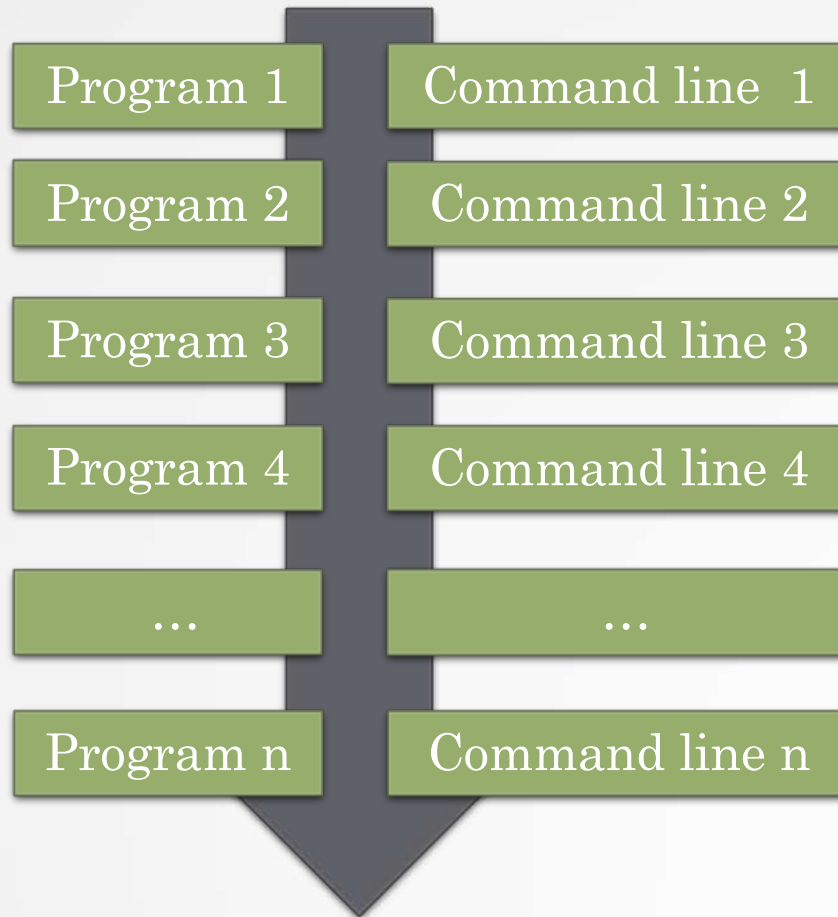 Program 1 Command line 1
Program 2 Command line 2
Program 3 Command line 3
Program 4 Command line 4
... ...
Program n Command line n